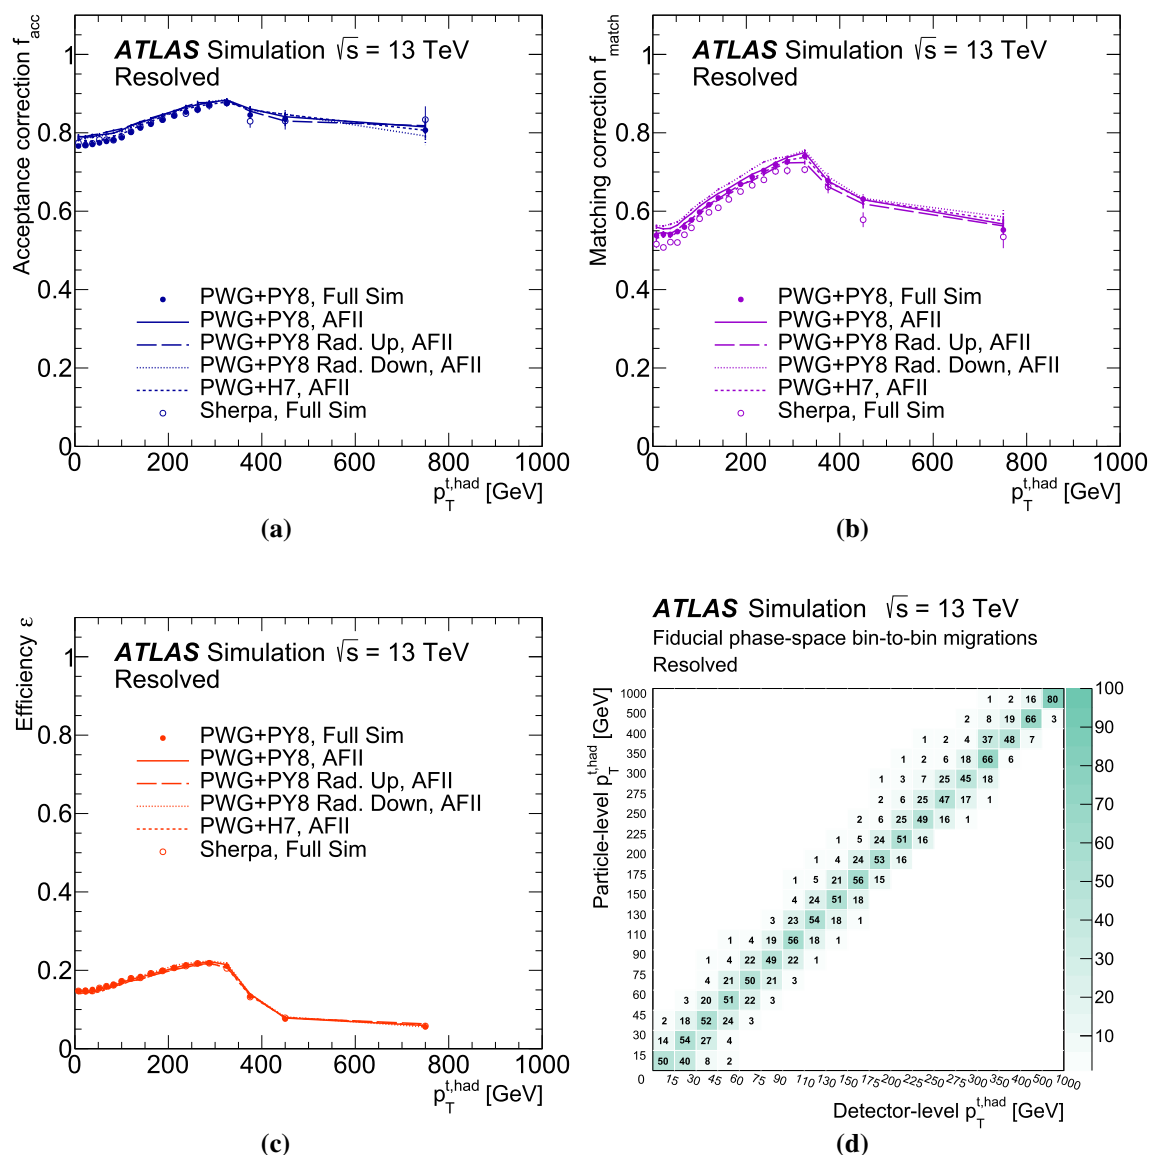 Acceptance correction f_acc
ATLAS Simulation √s = 13 TeV
Resolved
PWG+PY8, Full Sim
PWG+PY8, AFII
PWG+PY8 Rad. Up, AFII
PWG+PY8 Rad. Down, AFII
PWG+H7, AFII
Sherpa, Full Sim
1
0.8
0.6
0.4
0.2
0
0 200 400 600 800 1000
p_T^t,had [GeV]
(a)
Matching correction f_match
ATLAS Simulation √s = 13 TeV
Resolved
PWG+PY8, Full Sim
PWG+PY8, AFII
PWG+PY8 Rad. Up, AFII
PWG+PY8 Rad. Down, AFII
PWG+H7, AFII
Sherpa, Full Sim
1
0.8
0.6
0.4
0.2
0
0 200 400 600 800 1000
p_T^t,had [GeV]
(b)
Efficiency ε
ATLAS Simulation √s = 13 TeV
Resolved
PWG+PY8, Full Sim
PWG+PY8, AFII
PWG+PY8 Rad. Up, AFII
PWG+PY8 Rad. Down, AFII
PWG+H7, AFII
Sherpa, Full Sim
1
0.8
0.6
0.4
0.2
0
0 200 400 600 800 1000
p_T^t,had [GeV]
(c)
ATLAS Simulation √s = 13 TeV
Fiducial phase-space bin-to-bin migrations
Resolved
Particle-level p_T^t,had [GeV]
1000
500
400
350
300
275
250
225
200
175
150
130
110
90
75
60
45
30
15
0
1 2 16 80
2 8 19 66 3
1 2 4 37 48 7
1 2 6 18 66 6
1 3 7 25 45 18
2 6 25 47 17 1
2 6 25 49 16 1
1 5 24 51 16
1 4 24 53 16
1 5 21 56 15
4 24 51 18
3 23 54 18 1
1 4 19 56 18 1
1 4 22 49 22 1
4 21 50 21 3
3 20 51 22 3
2 18 52 24 3
14 54 27 4
50 40 8 2
15 30 45 60 75 90 110 130 150 175 200 225 250 275 300 350 400 500 1000
Detector-level p_T^t,had [GeV]
100
90
80
70
60
50
40
30
20
10
(d)